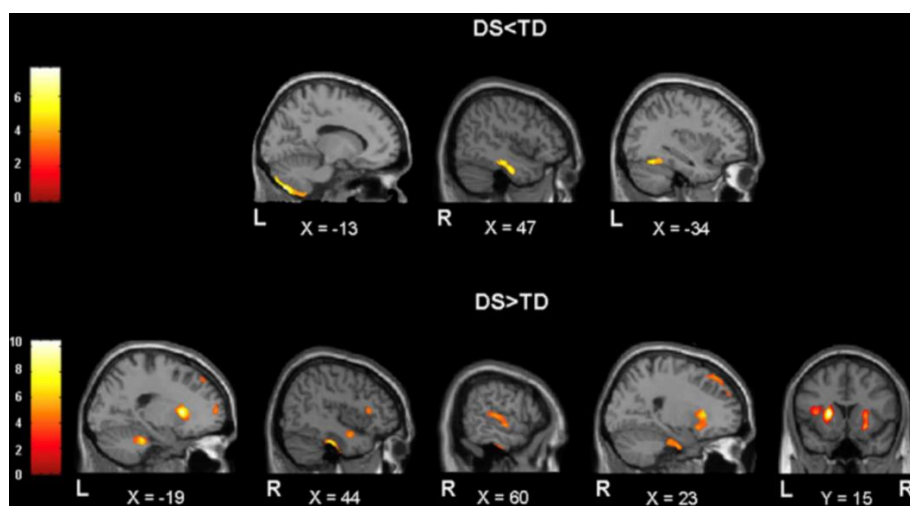 DS<TD
6
4
2
0
L
R
L
X = -13
X = 47
X = -34
DS>TD
10
8
6
4
2
0
L
R
R
R
L
R
X = -19
X = 44
X = 60
X = 23
Y = 15